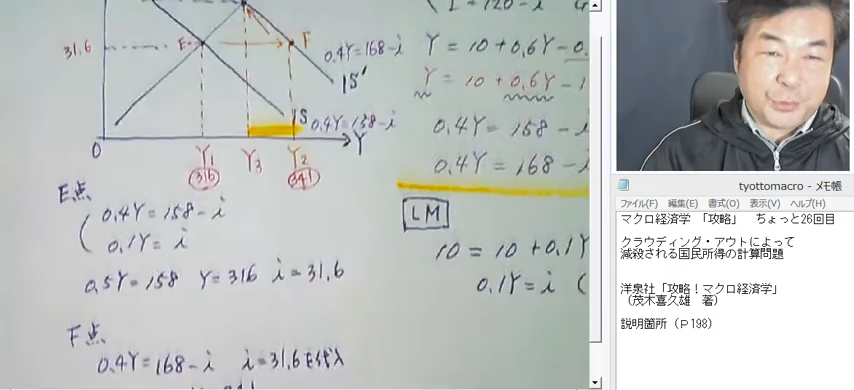 I = 120 - i
31.6
E
F
0.4Y=168-i
IS'
IS
0.4Y=158-i
0
Y₁
Y₃
Y₂
Y
316
341
E点
0.4Y=158-i
0.1Y=i
0.5Y=158 Y=316 i=31.6
F点
0.4Y=168-i i=31.6を代入
Y = 10 + 0.6Y - 0.
Y = 10 + 0.6Y - 1
0.4Y = 158 - i
0.4Y = 168 - i
LM
10 = 10 + 0.1Y
0.1Y = i (
tyottomacro - メモ帳
ファイル(F) 編集(E) 書式(O) 表示(V) ヘルプ(H)
マクロ経済学 「攻略」 ちょっと26回目
クラウディング・アウトによって
減殺される国民所得の計算問題
洋泉社「攻略！マクロ経済学」
（茂木喜久雄 著）
説明箇所（P198）